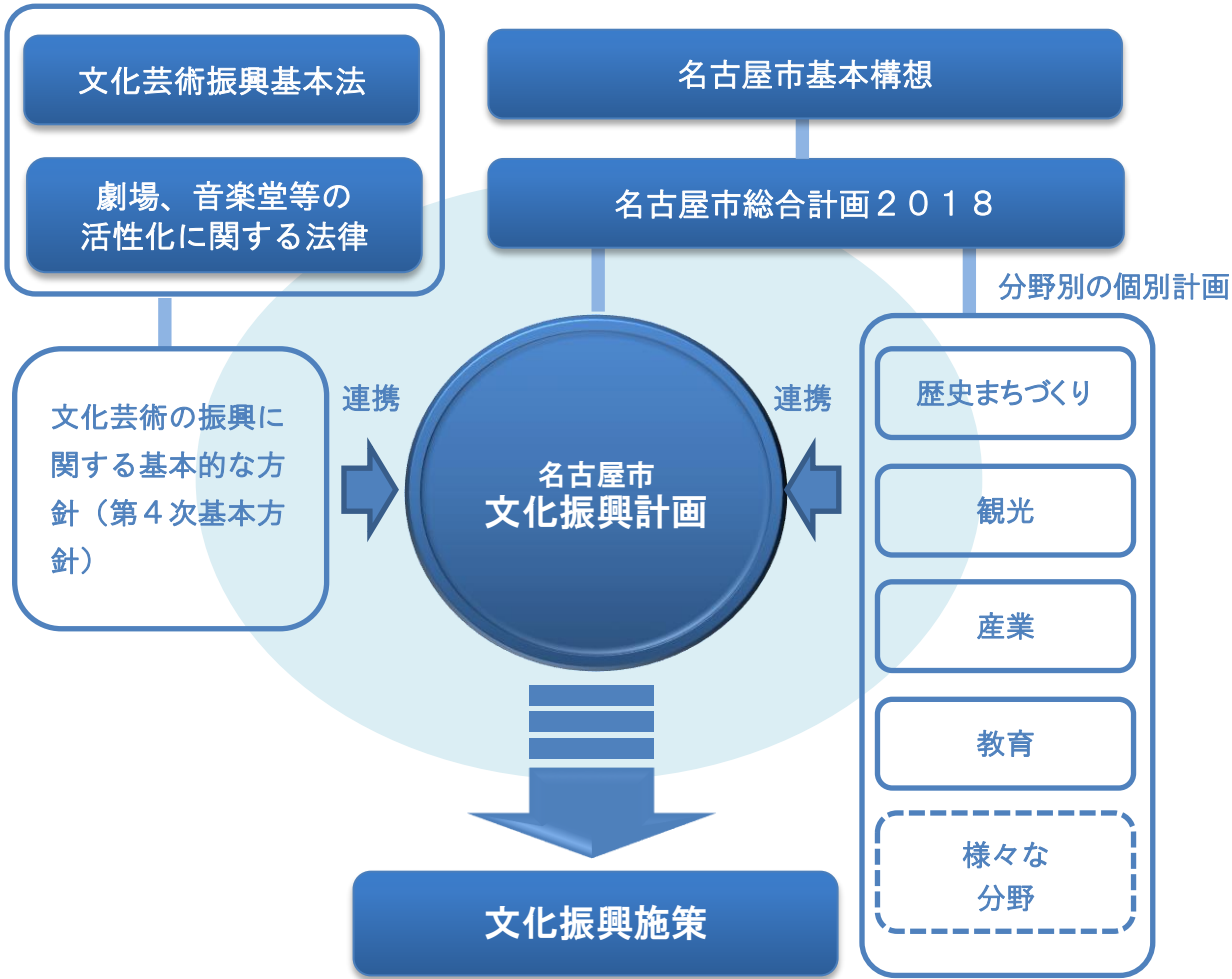 文化芸術振興基本法
劇場、音楽堂等の
活性化に関する法律
名古屋市基本構想
名古屋市総合計画２０１８
分野別の個別計画
文化芸術の振興に
関する基本的な方
針（第４次基本方
針）
連携
名古屋市
文化振興計画
連携
歴史まちづくり
観光
産業
教育
様々な
分野
文化振興施策